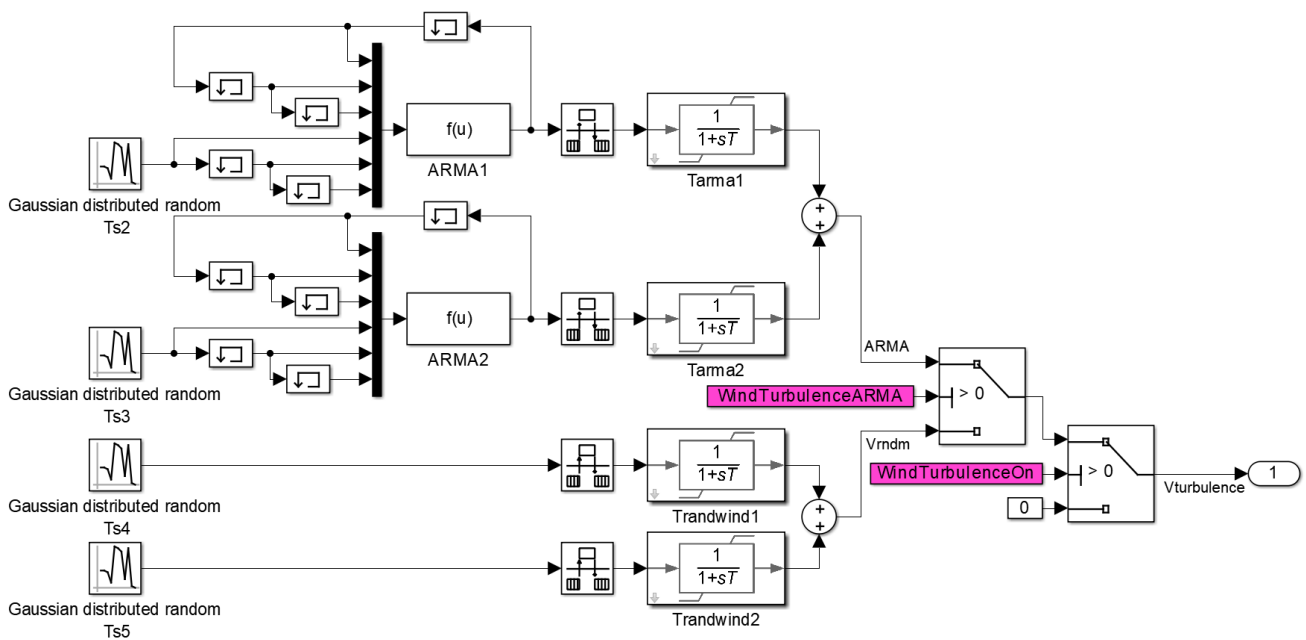 f(u)
ARMA1
1
1+sT
Tarma1
Gaussian distributed random
Ts2
+
+
f(u)
ARMA2
1
1+sT
Tarma2
Gaussian distributed random
Ts3
ARMA
WindTurbulenceARMA
> 0
Vrndm
WindTurbulenceOn
> 0
0
Vturbulence
1
1
1+sT
Trandwind1
Gaussian distributed random
Ts4
+
+
1
1+sT
Trandwind2
Gaussian distributed random
Ts5